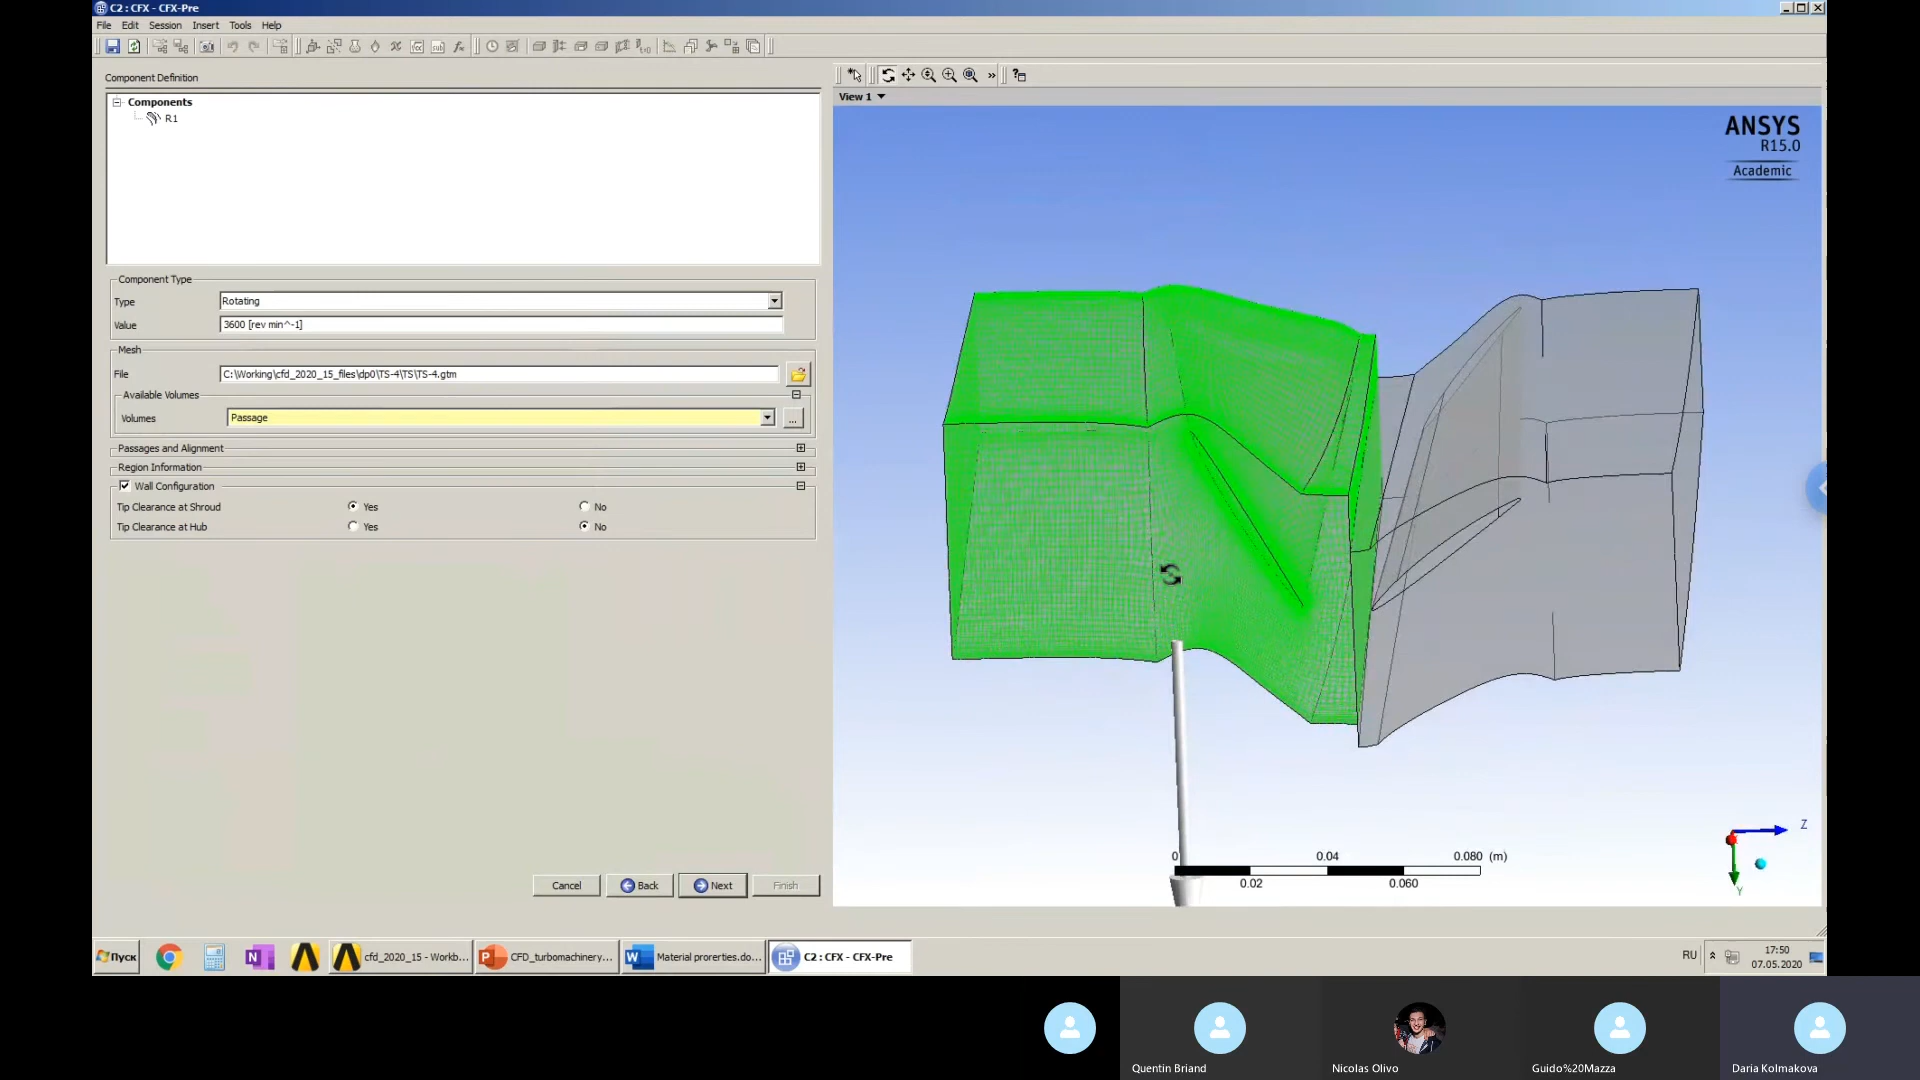 C2 : CFX - CFX-Pre
File Edit Session Insert Tools Help
Component Definition
Components
R1
Component Type
Type Rotating
Value 3600 [rev min^-1]
Mesh
File C:\Working\cfd_2020_15_files\dp0\TS-4\TS\TS-4.gtm
Available Volumes
Volumes Passage ...
Passages and Alignment
Region Information
Wall Configuration
Tip Clearance at Shroud Yes No
Tip Clearance at Hub Yes No
Cancel Back Next Finish
View 1
ANSYS
R15.0
Academic
0 0.04 0.080 (m)
0.02 0.060
Z
Y
Пуск
cfd_2020_15 - Workb...
CFD_turbomachinery...
Material prorerties.do...
C2 : CFX - CFX-Pre
RU
17:50
07.05.2020
Quentin Briand
Nicolas Olivo
Guido%20Mazza
Daria Kolmakova